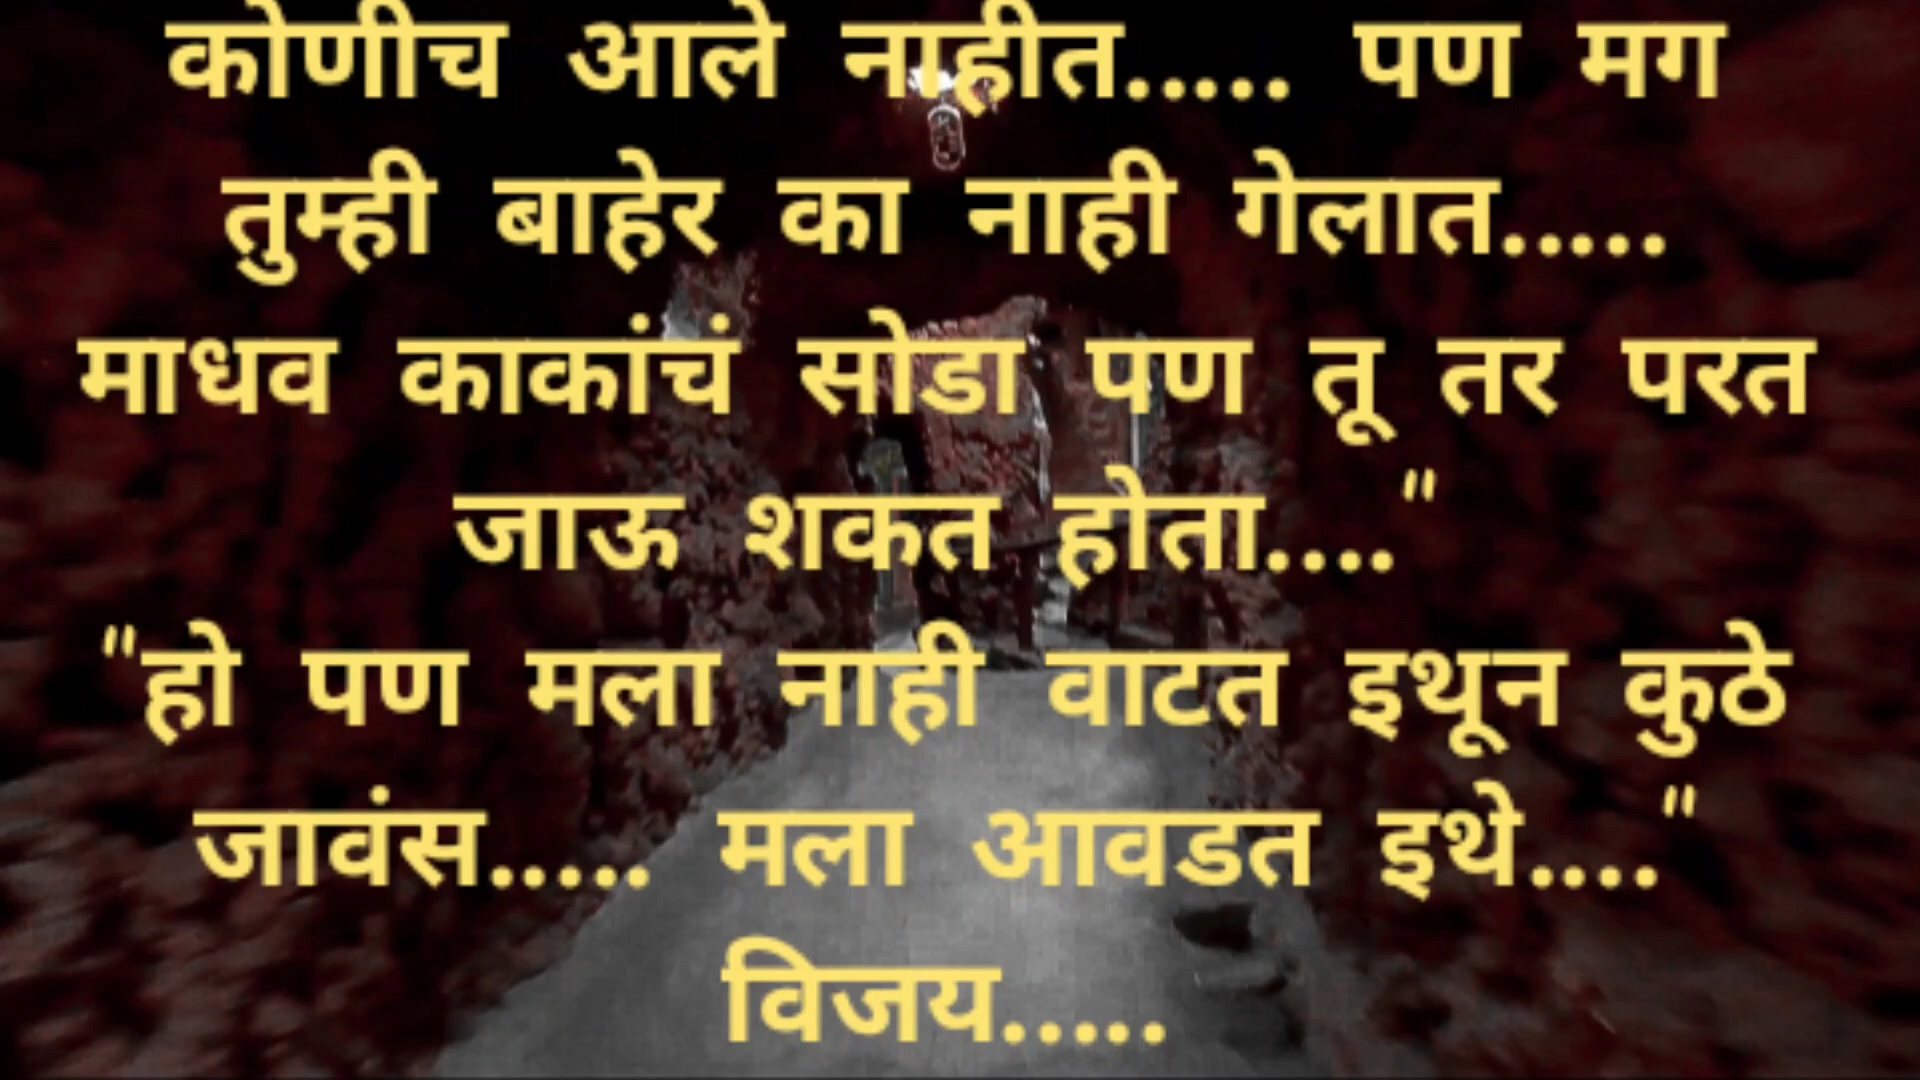 कोणीच आले नाहीत..... पण मग
तुम्ही बाहेर का नाही गेलात.....
माधव काकांचं सोडा पण तू तर परत
जाऊ शकत होता...."
"हो पण मला नाही वाटत इथून कुठे
जावंस..... मला आवडत इथे...."
विजय.....